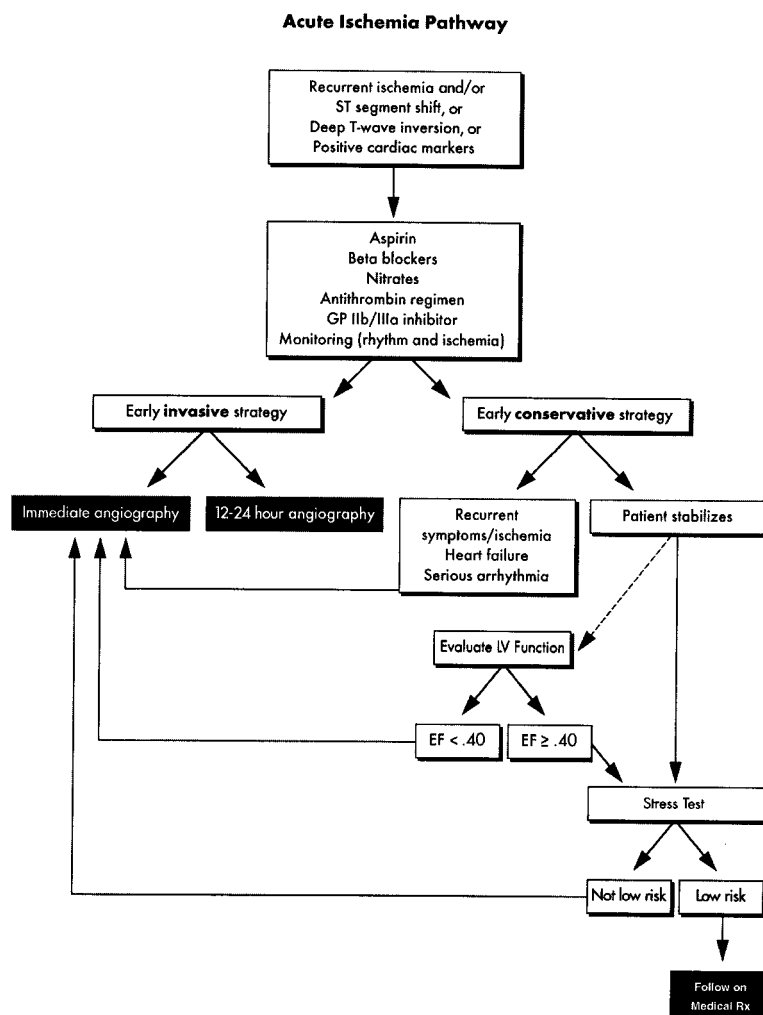 Acute Ischemia Pathway
Recurrent ischemia and/or
ST segment shift, or
Deep T-wave inversion, or
Positive cardiac markers
Aspirin
Beta blockers
Nitrates
Antithrombin regimen
GP IIb/IIIa inhibitor
Monitoring (rhythm and ischemia)
Early invasive strategy
Early conservative strategy
Immediate angiography
12-24 hour angiography
Recurrent
symptoms/ischemia
Heart failure
Serious arrhythmia
Patient stabilizes
Evaluate LV Function
EF < .40
EF ≥ .40
Stress Test
Not low risk
Low risk
Follow on
Medical Rx